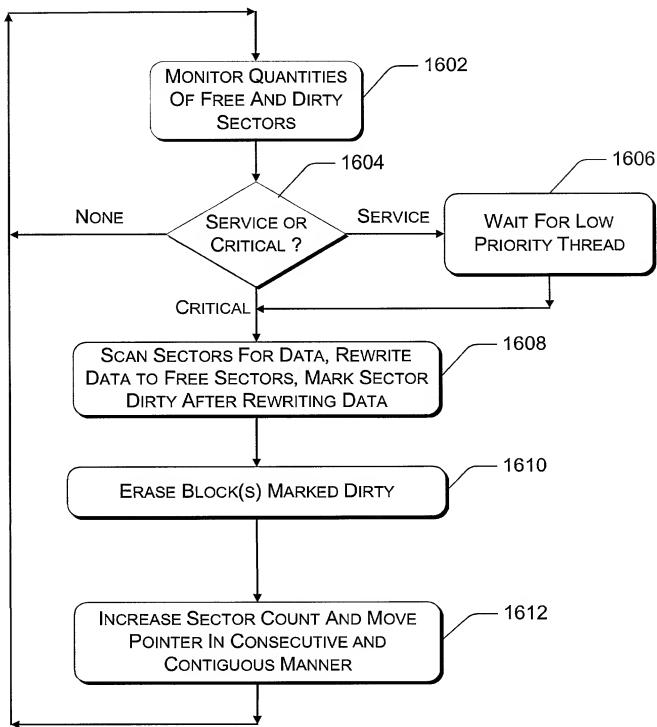 MONITOR QUANTITIES
OF FREE AND DIRTY
SECTORS
1602
1604
1606
NONE
SERVICE OR
CRITICAL ?
SERVICE
WAIT FOR LOW
PRIORITY THREAD
CRITICAL
SCAN SECTORS FOR DATA, REWRITE
DATA TO FREE SECTORS, MARK SECTOR
DIRTY AFTER REWRITING DATA
1608
ERASE BLOCK(S) MARKED DIRTY
1610
INCREASE SECTOR COUNT AND MOVE
POINTER IN CONSECUTIVE AND
CONTIGUOUS MANNER
1612